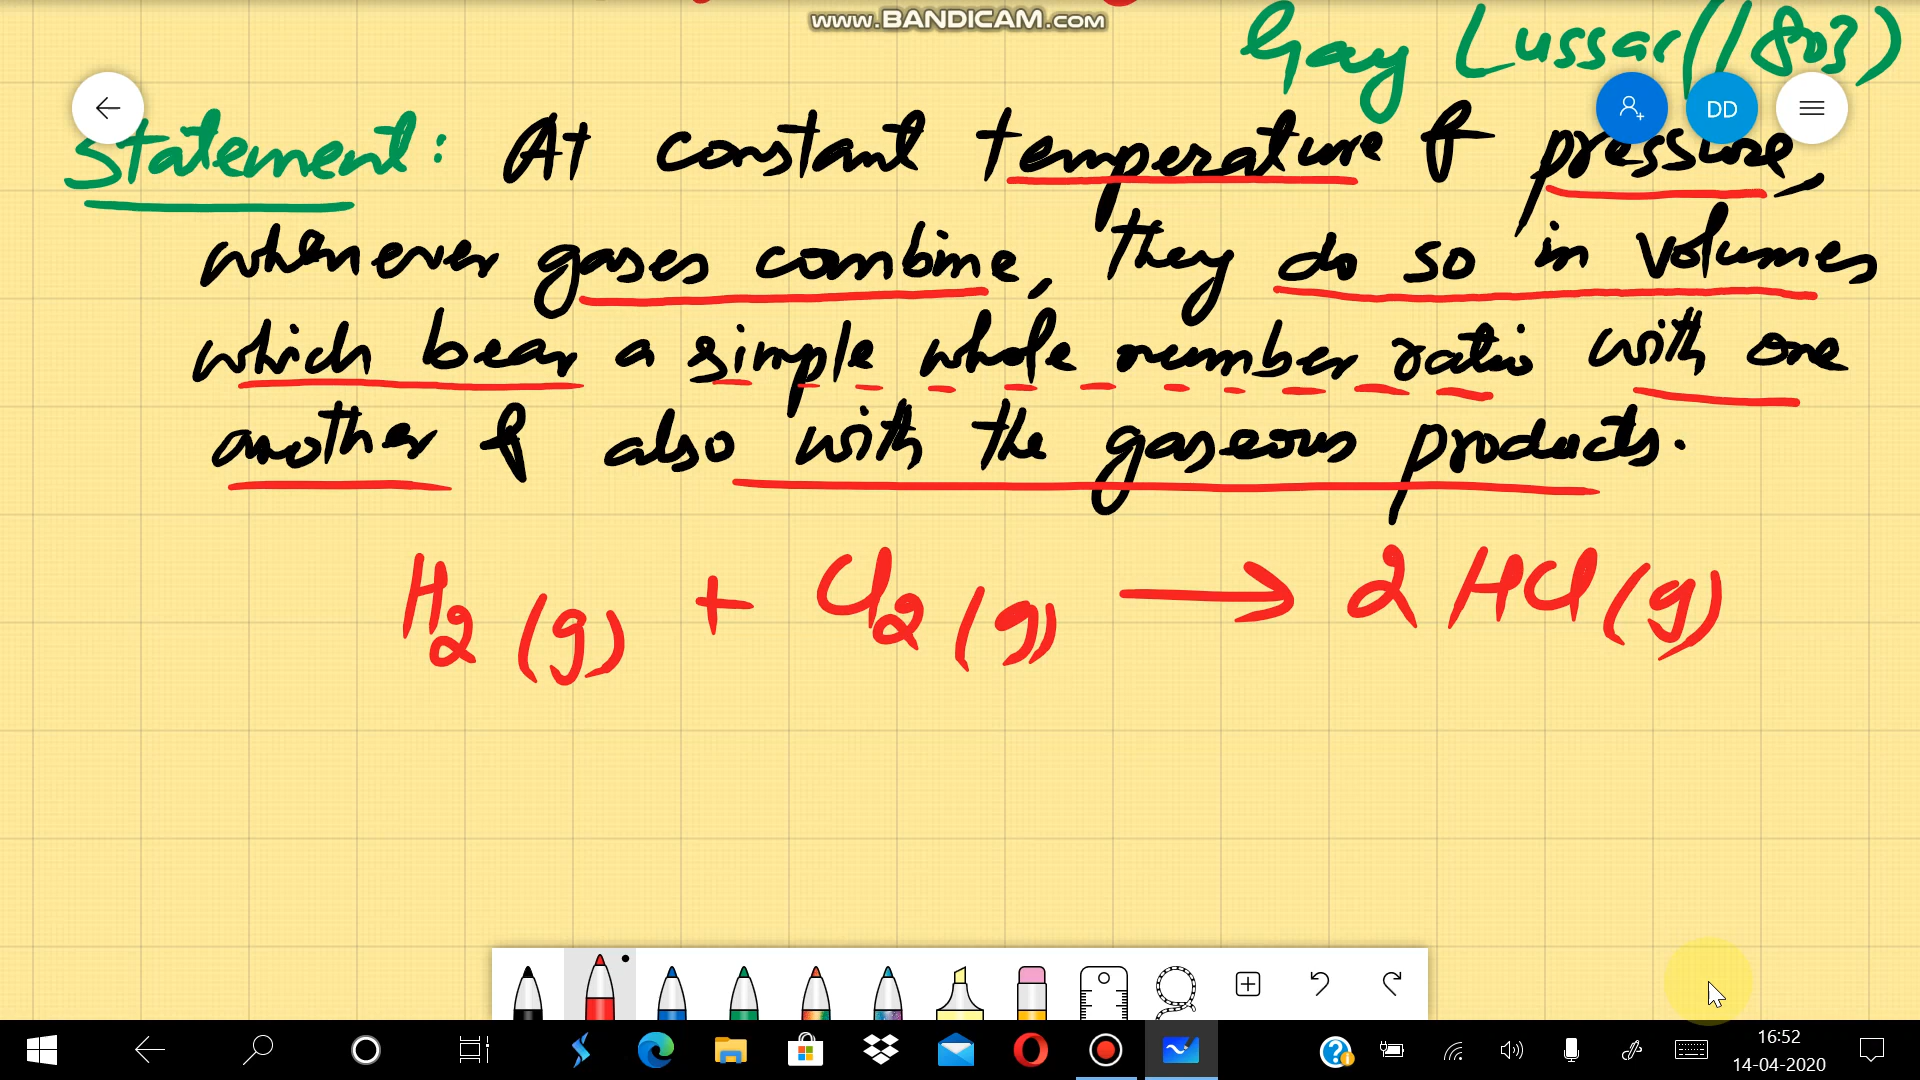 www.BANDICAM.com
Gay Lussac (1803)
Statement: At constant temperature & pressure,
whenever gases combine, they do so in volumes
which bear a simple whole number ratio with one
another & also with the gaseous products.
H2 (g) + Cl2 (g) → 2 HCl (g)
DD
16:52
14-04-2020